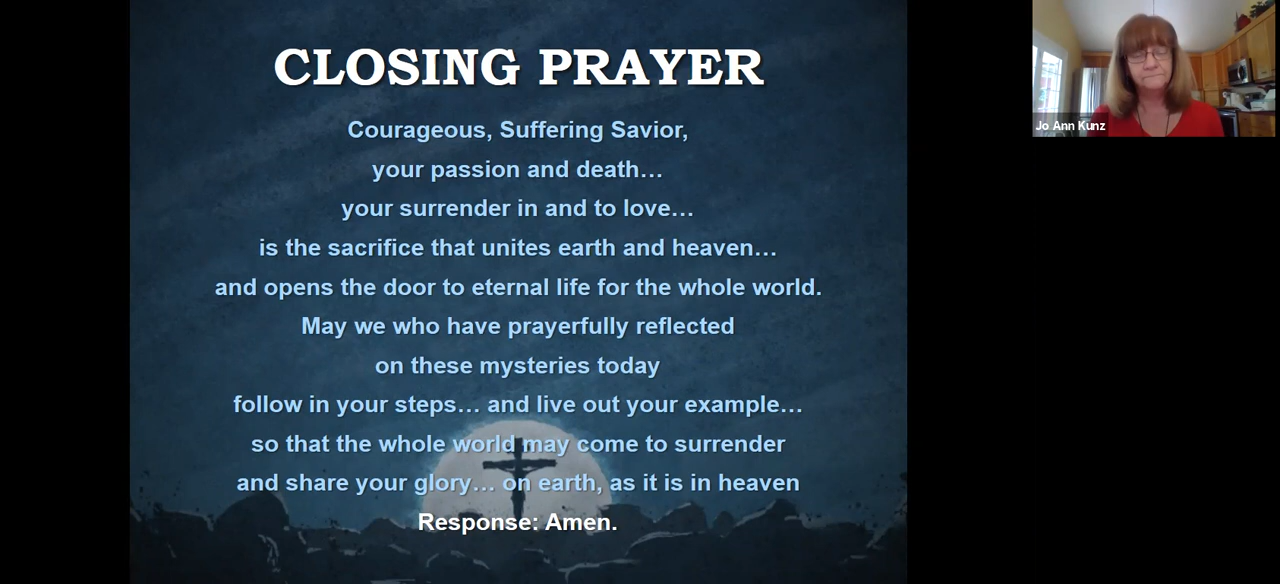 CLOSING PRAYER
Courageous, Suffering Savior,
your passion and death…
your surrender in and to love…
is the sacrifice that unites earth and heaven…
and opens the door to eternal life for the whole world.
May we who have prayerfully reflected
on these mysteries today
follow in your steps… and live out your example…
so that the whole world may come to surrender
and share your glory… on earth, as it is in heaven
Response: Amen.
Jo Ann Kunz